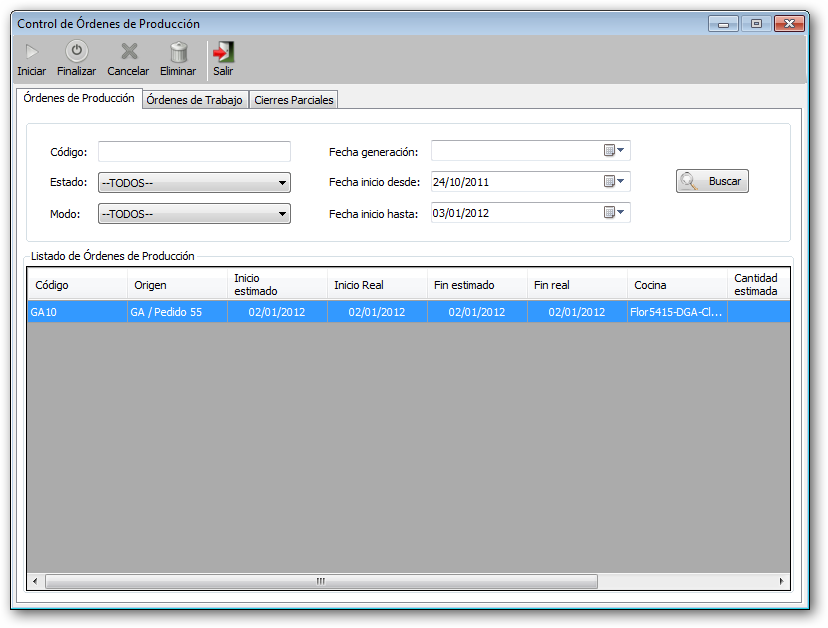 Control de Órdenes de Producción
Iniciar Finalizar Cancelar Eliminar Salir
Órdenes de Producción Órdenes de Trabajo Cierres Parciales
Código: Fecha generación:
Estado: --TODOS-- Fecha inicio desde: 24/10/2011 Buscar
Modo: --TODOS-- Fecha inicio hasta: 03/01/2012
Listado de Órdenes de Producción
Código Origen Inicio estimado Inicio Real Fin estimado Fin real Cocina Cantidad estimada
GA10 GA / Pedido 55 02/01/2012 02/01/2012 02/01/2012 02/01/2012 Flor5415-DGA-Cl...